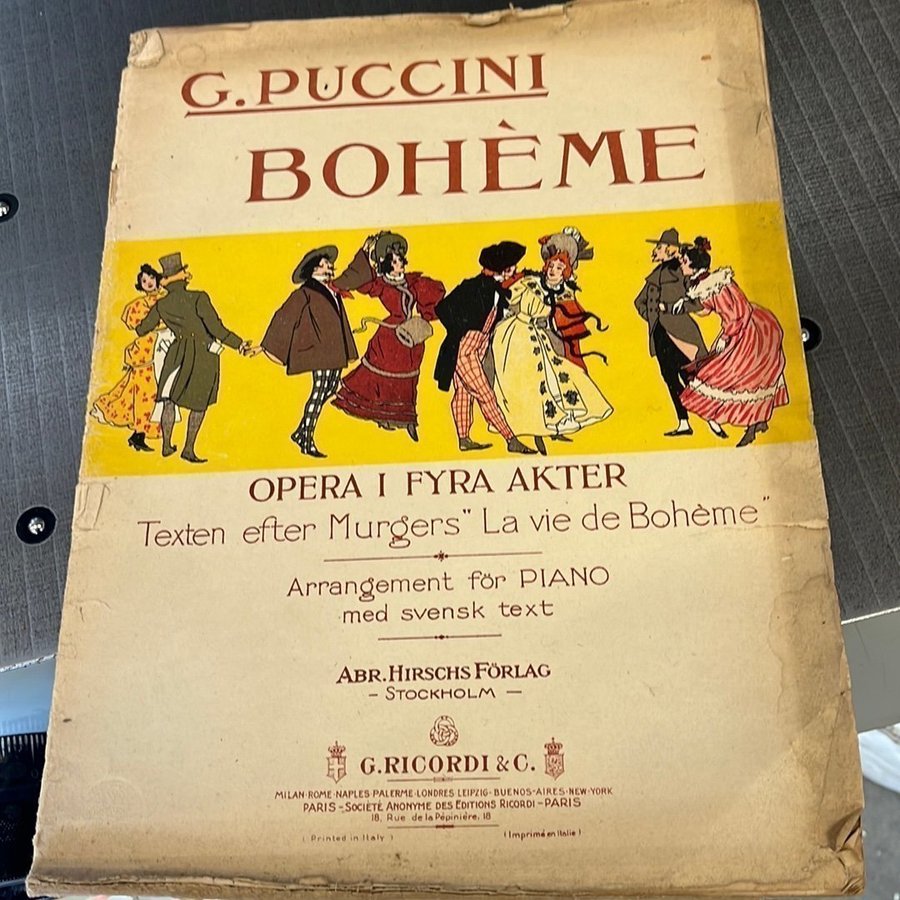 G. PUCCINI
BOHÈME
OPERA I FYRA AKTER
Texten efter Murgers "La vie de Bohème"
Arrangement för PIANO
med svensk text
ABR. HIRSCHS FÖRLAG
- STOCKHOLM -
G. RICORDI & C.
MILAN-ROME-NAPLES-PALERME-LONDRES-LEIPZIG-BUENOS-AIRES-NEW-YORK
PARIS - SOCIÉTÉ ANONYME DES EDITIONS RICORDI - PARIS
18, Rue de la Pépinière, 18
(Printed in Italy) (Imprimé en Italie)